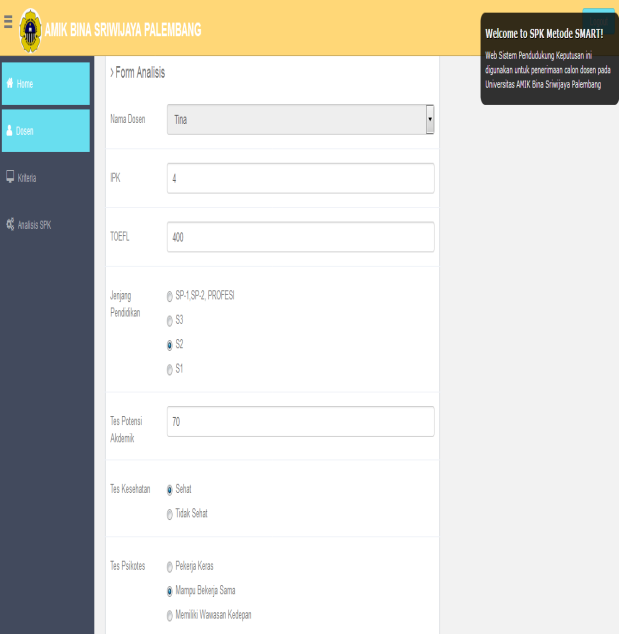 AMIK BINA SRIWIJAYA PALEMBANG
Welcome to SPK Metode SMART!
Web Sistem Pendudukung Keputusan ini
digunakan untuk penerimaan calon dosen pada
Universitas AMIK Bina Sriwijaya Palembang
Home
Dosen
Kriteria
Analisis SPK
> Form Analisis
Nama Dosen
Tina
IPK
4
TOEFL
400
Jenjang
Pendidikan
SP-1,SP-2, PROFESI
S3
S2
S1
Tes Potensi
Akdemik
70
Tes Kesehatan
Sehat
Tidak Sehat
Tes Psikotes
Pekerja Keras
Mampu Bekerja Sama
Memiliki Wawasan Kedepan